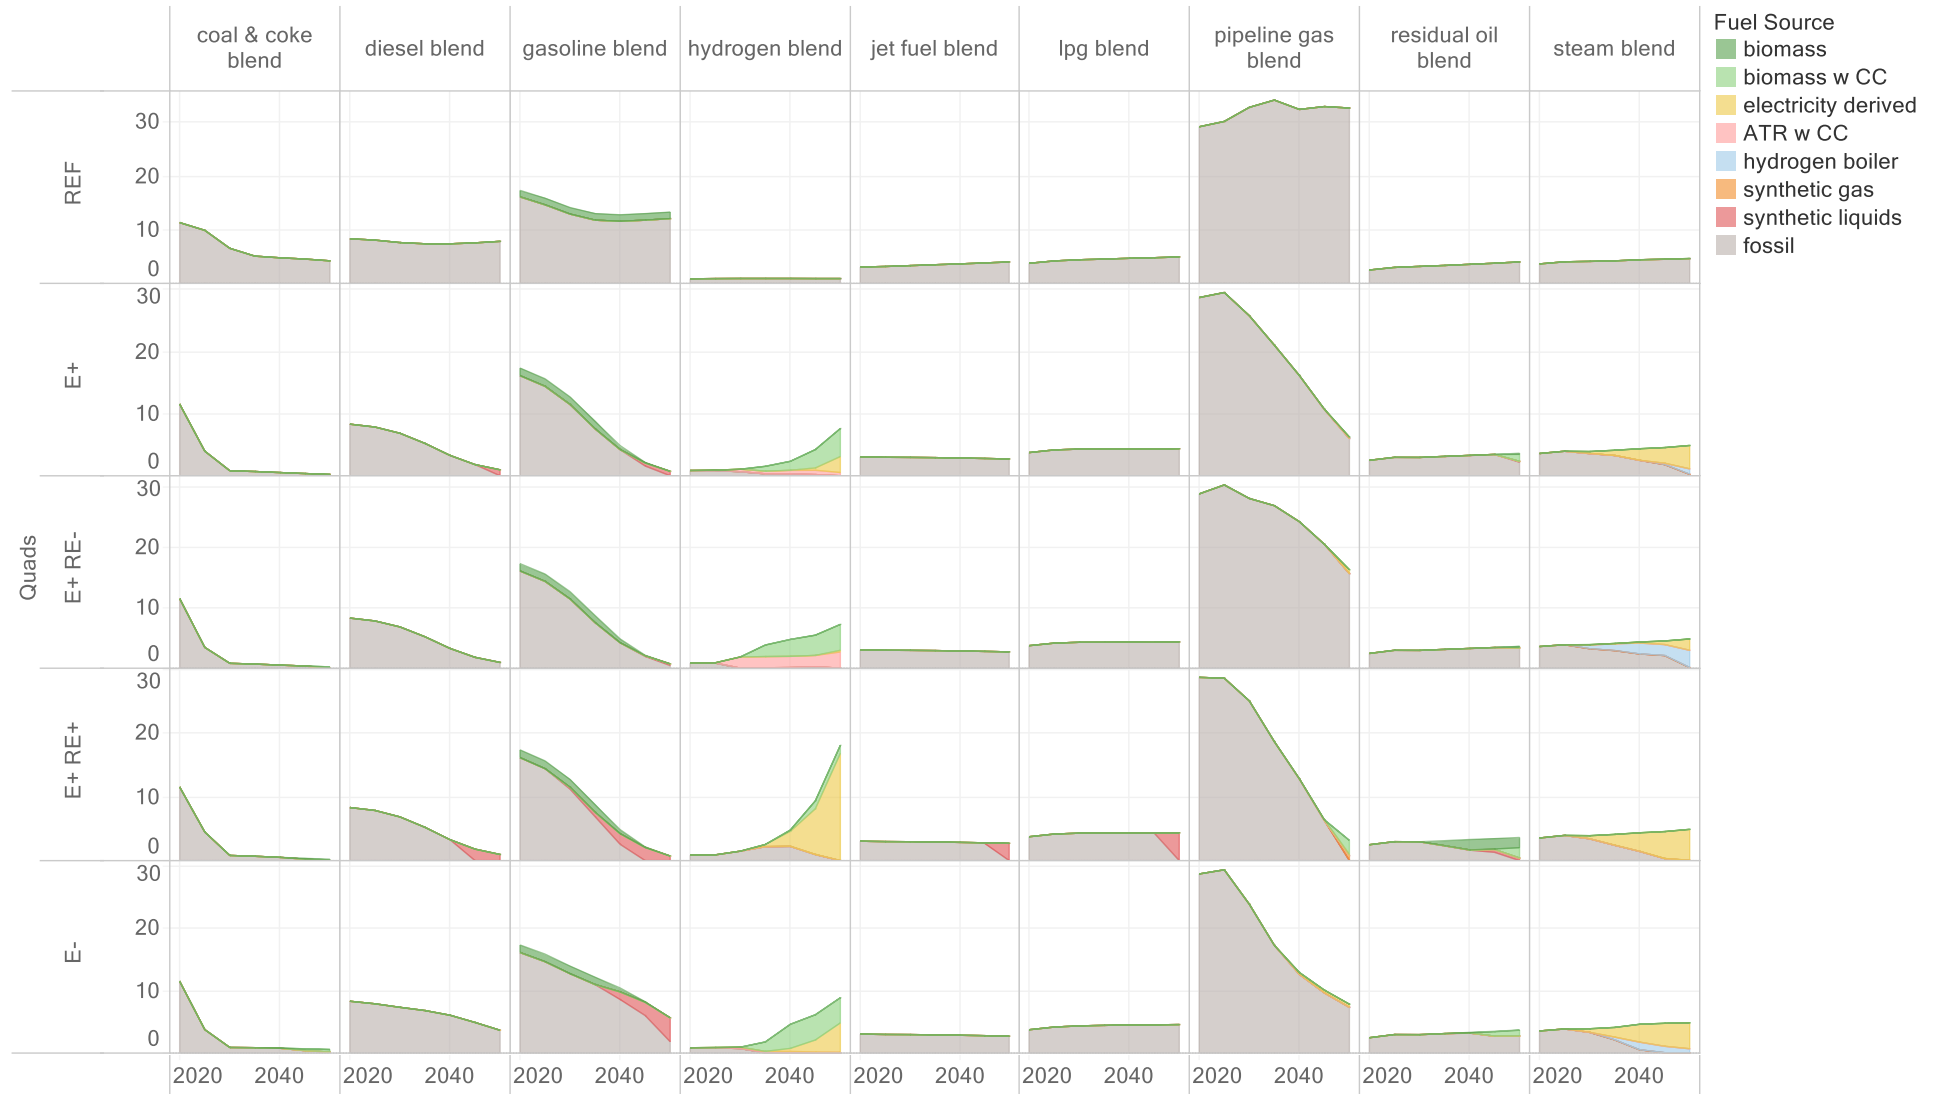 coal & coke
blend
diesel blend
gasoline blend
hydrogen blend
jet fuel blend
lpg blend
pipeline gas
blend
residual oil
blend
steam blend
Fuel Source
biomass
biomass w CC
electricity derived
ATR w CC
hydrogen boiler
synthetic gas
synthetic liquids
fossil
Quads
REF
30
20
10
0
E+
30
20
10
0
E+ RE-
30
20
10
0
E+ RE+
30
20
10
0
E-
30
20
10
0
2020 2040
2020 2040
2020 2040
2020 2040
2020 2040
2020 2040
2020 2040
2020 2040
2020 2040